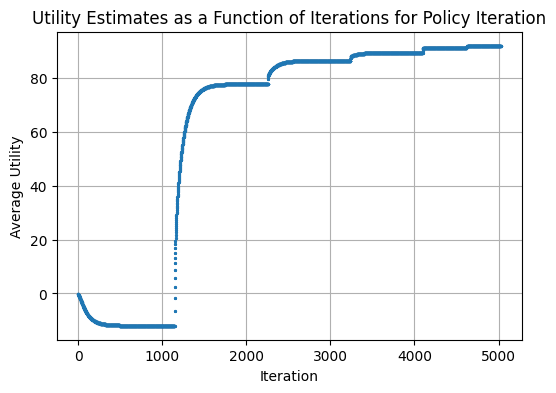 Utility Estimates as a Function of Iterations for Policy Iteration
Average Utility
80
60
40
20
0
0 1000 2000 3000 4000 5000
Iteration